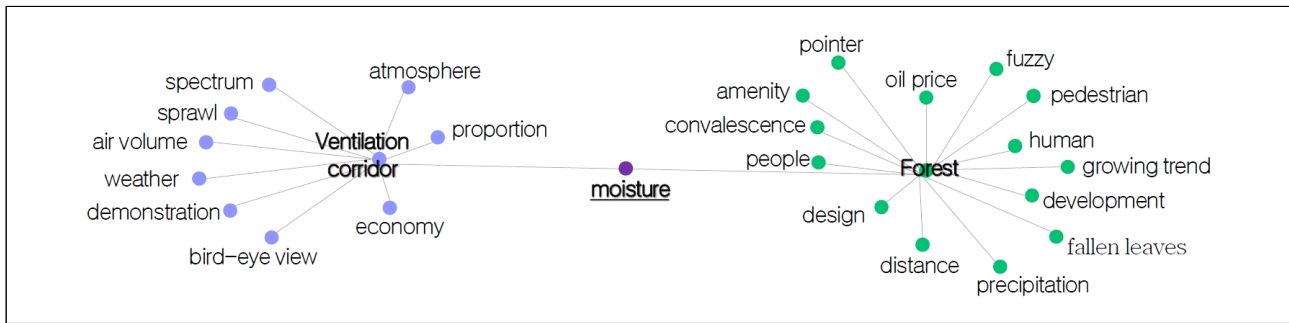 spectrum
atmosphere
sprawl
air volume
Ventilation
corridor
proportion
weather
demonstration
economy
bird-eye view
moisture
pointer
oil price
fuzzy
amenity
pedestrian
convalescence
human
people
Forest
growing trend
development
design
fallen leaves
distance
precipitation